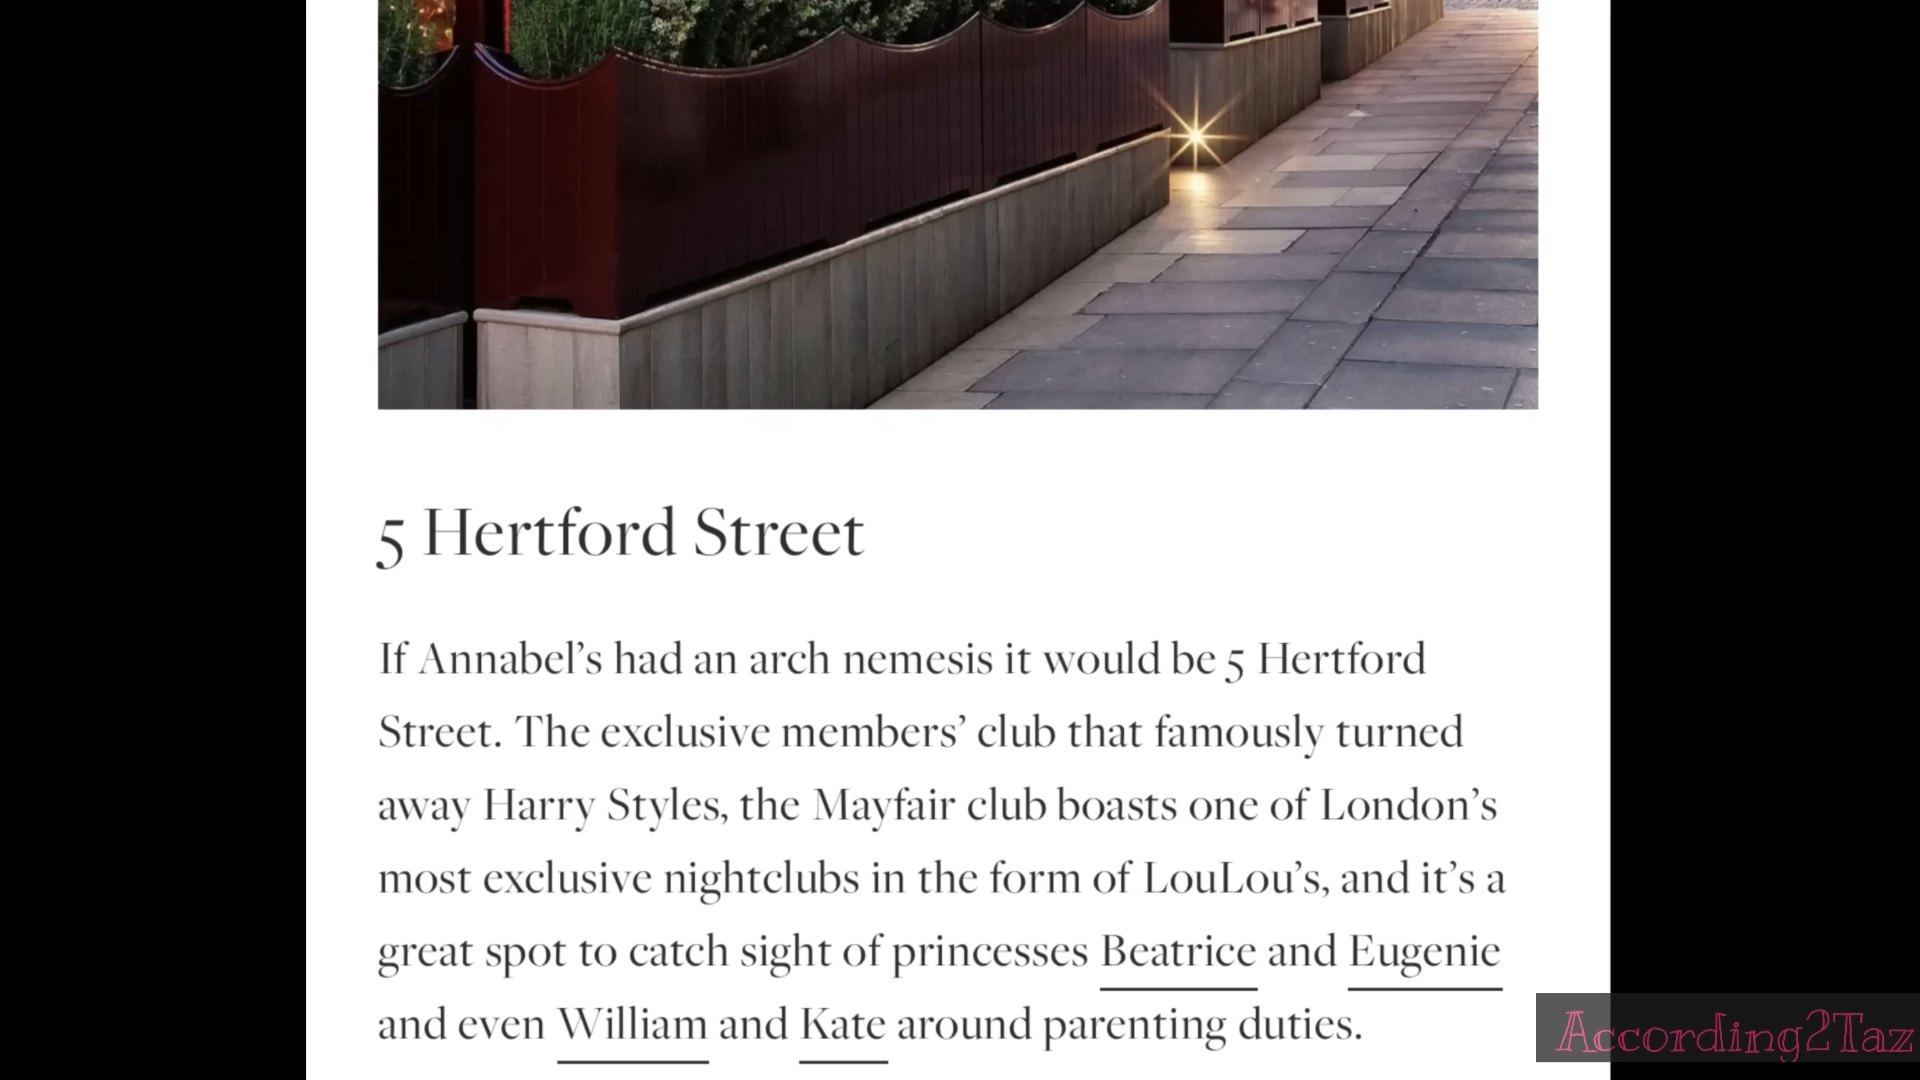 5 Hertford Street
If Annabel’s had an arch nemesis it would be 5 Hertford
Street. The exclusive members’ club that famously turned
away Harry Styles, the Mayfair club boasts one of London’s
most exclusive nightclubs in the form of LouLou’s, and it’s a
great spot to catch sight of princesses Beatrice and Eugenie
and even William and Kate around parenting duties.
According2Taz